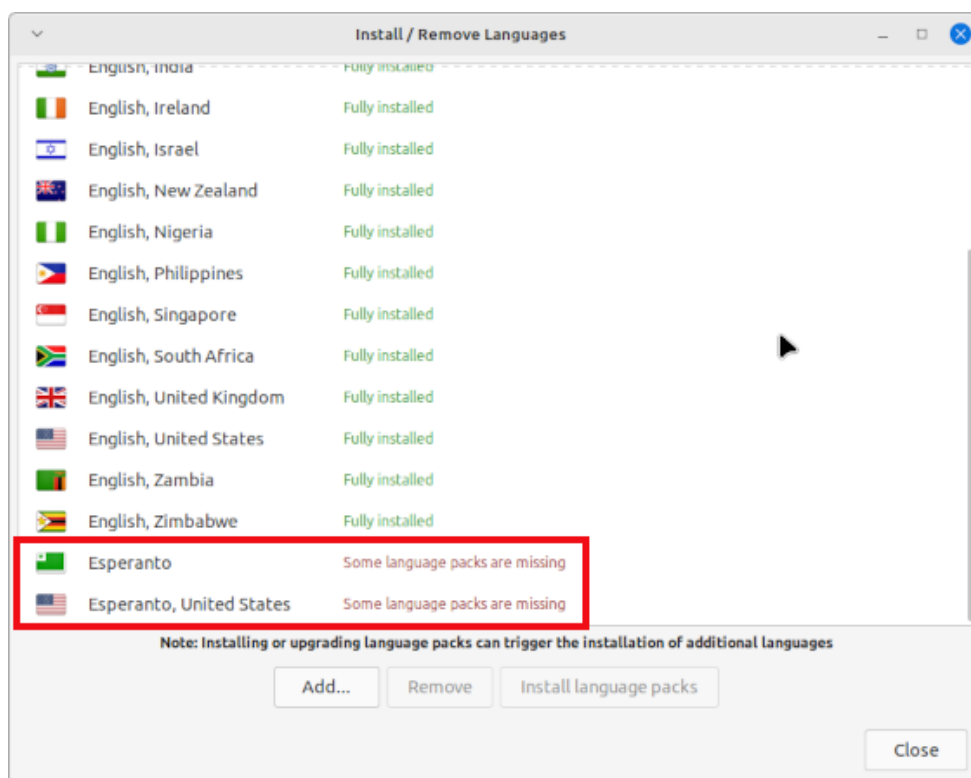 Install / Remove Languages
English, India Fully installed
English, Ireland Fully installed
English, Israel Fully installed
English, New Zealand Fully installed
English, Nigeria Fully installed
English, Philippines Fully installed
English, Singapore Fully installed
English, South Africa Fully installed
English, United Kingdom Fully installed
English, United States Fully installed
English, Zambia Fully installed
English, Zimbabwe Fully installed
Esperanto Some language packs are missing
Esperanto, United States Some language packs are missing
Note: Installing or upgrading language packs can trigger the installation of additional languages
Add... Remove Install language packs
Close